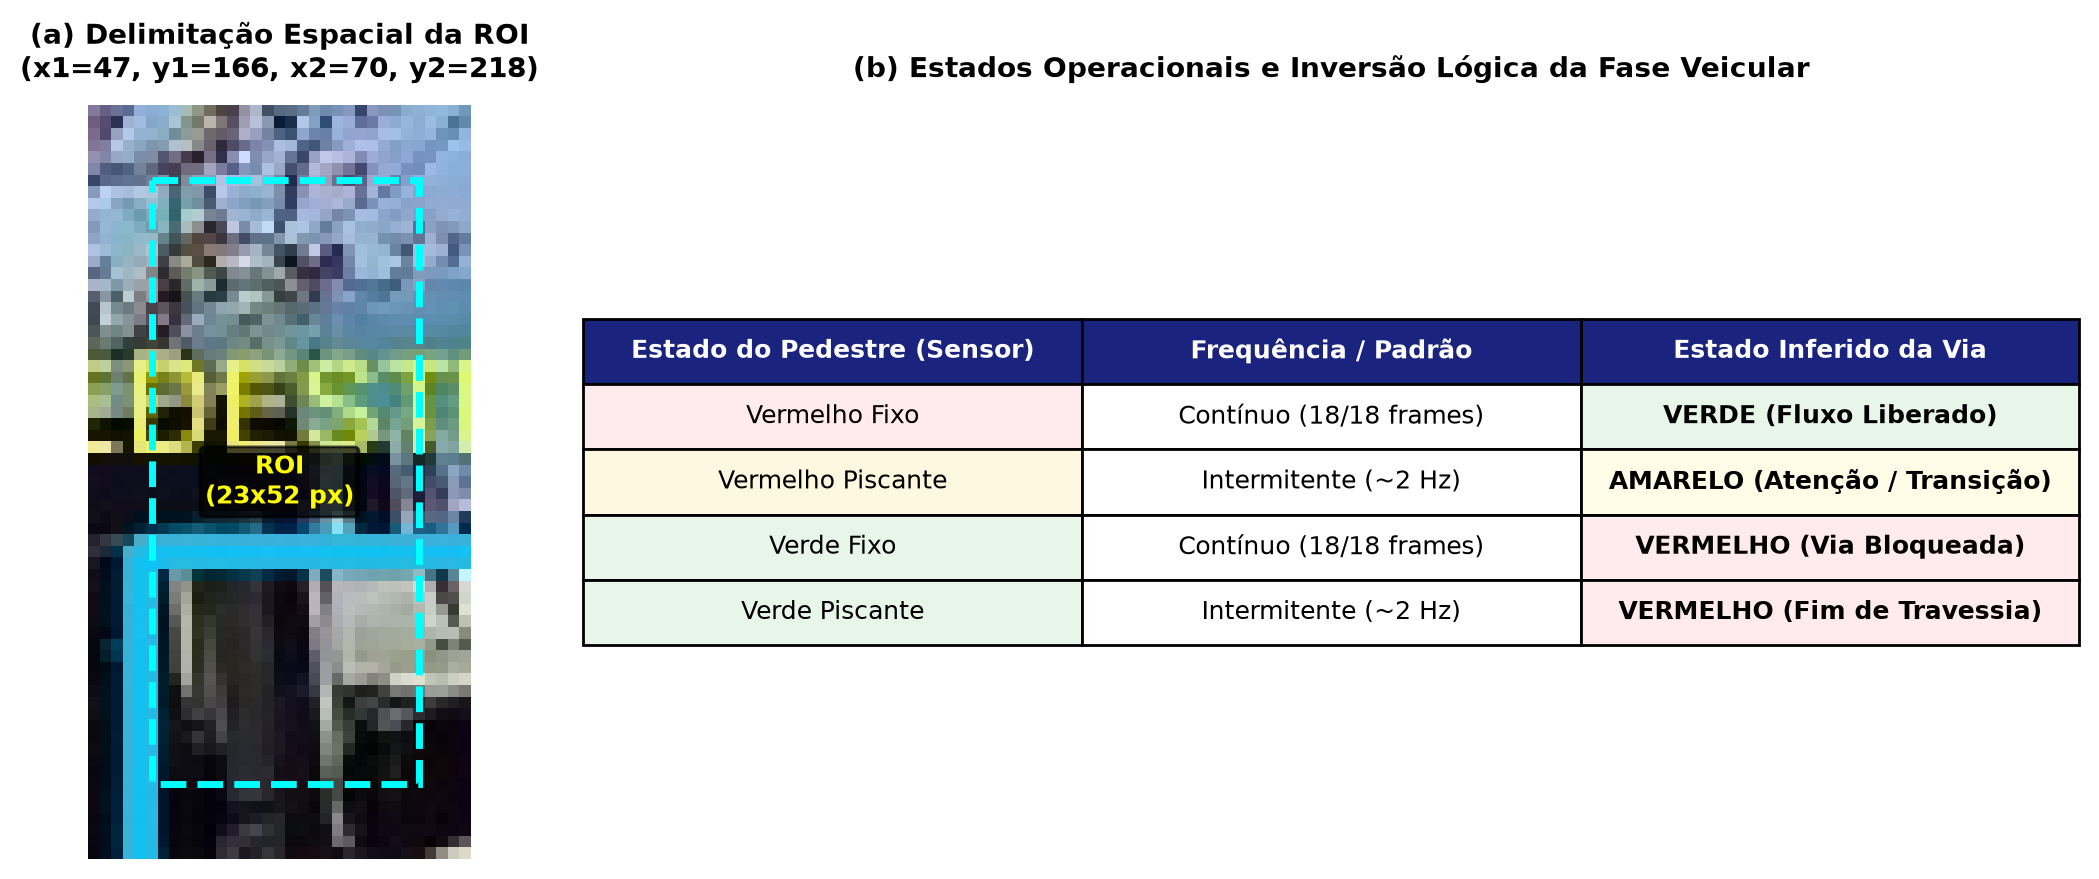 (a) Delimitação Espacial da ROI
(x1=47, y1=166, x2=70, y2=218)
DEST
ROI
(23x52 px)
(b) Estados Operacionais e Inversão Lógica da Fase Veicular
Estado do Pedestre (Sensor) Frequência / Padrão Estado Inferido da Via
Vermelho Fixo Contínuo (18/18 frames) VERDE (Fluxo Liberado)
Vermelho Piscante Intermitente (~2 Hz) AMARELO (Atenção / Transição)
Verde Fixo Contínuo (18/18 frames) VERMELHO (Via Bloqueada)
Verde Piscante Intermitente (~2 Hz) VERMELHO (Fim de Travessia)